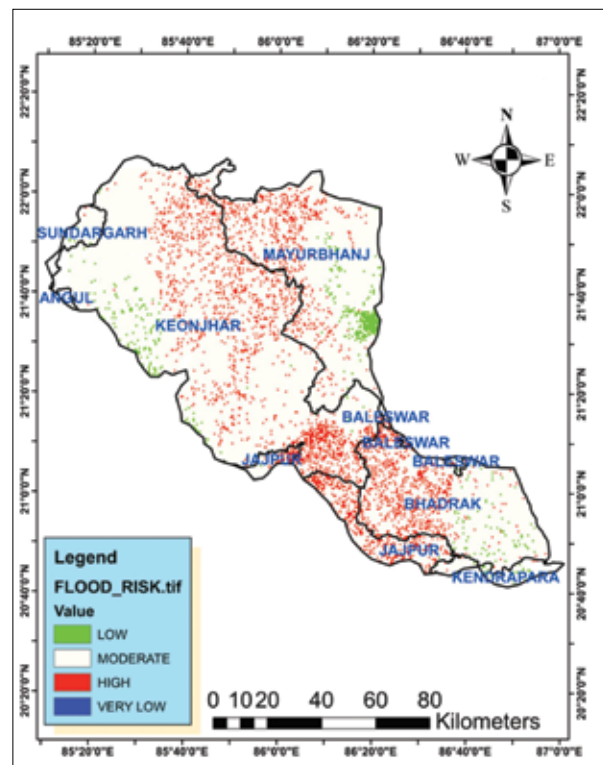 85°20'0"E 85°40'0"E 86°0'0"E 86°20'0"E 86°40'0"E 87°0'0"E
22°20'0"N 22°20'0"N
N
W E
S
22°0'0"N 22°0'0"N
SUNDARGARH
MAYURBHANJ
21°40'0"N 21°40'0"N
ANGUL
KEONJHAR
21°20'0"N 21°20'0"N
BALESWAR
BALESWAR
JAJPUR BALESWAR
21°0'0"N 21°0'0"N
BHADRAK
JAJPUR
KENDRAPARA
20°40'0"N 20°40'0"N
Legend
FLOOD_RISK.tif
Value
LOW
MODERATE
HIGH
VERY LOW
20°20'0"N 20°20'0"N
0 10 20 40 60 80
Kilometers
85°20'0"E 85°40'0"E 86°0'0"E 86°20'0"E 86°40'0"E 87°0'0"E